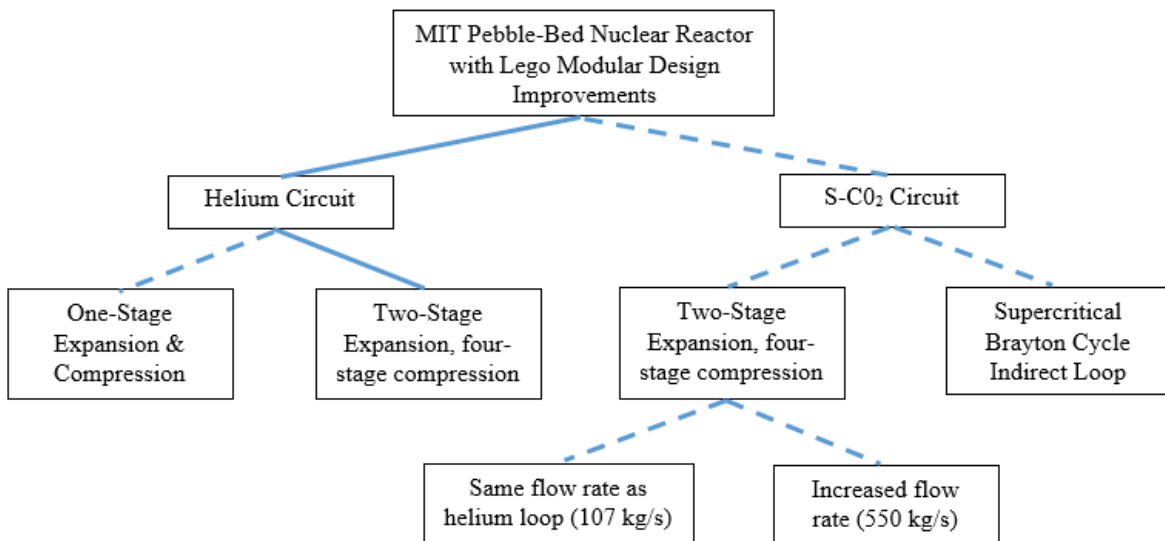 MIT Pebble-Bed Nuclear Reactor
with Lego Modular Design
Improvements
Helium Circuit
S-C0₂ Circuit
One-Stage
Expansion &
Compression
Two-Stage
Expansion, four-
stage compression
Two-Stage
Expansion, four-
stage compression
Supercritical
Brayton Cycle
Indirect Loop
Same flow rate as
helium loop (107 kg/s)
Increased flow
rate (550 kg/s)